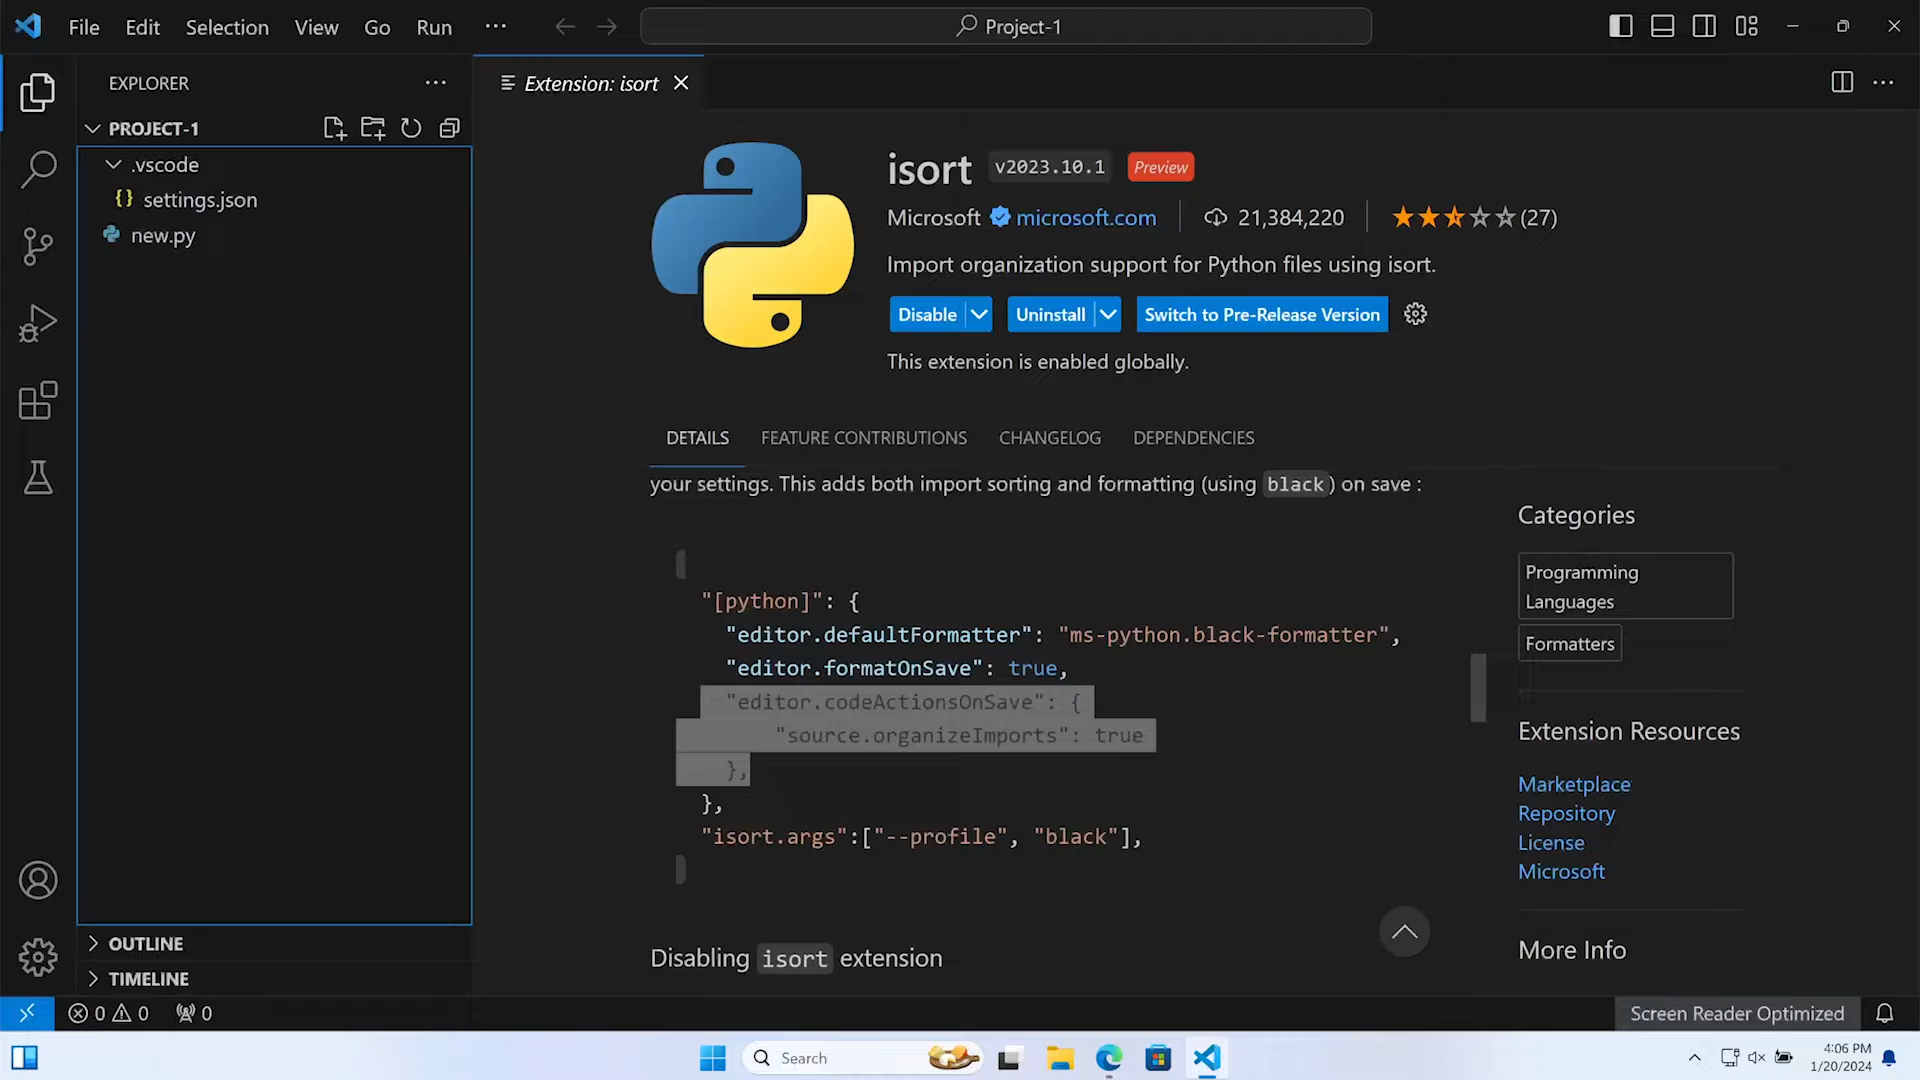 File Edit Selection View Go Run ···
Project-1
EXPLORER
PROJECT-1
.vscode
{} settings.json
new.py
OUTLINE
TIMELINE
Extension: isort
isort v2023.10.1 Preview
Microsoft microsoft.com 21,384,220 (27)
Import organization support for Python files using isort.
Disable Uninstall Switch to Pre-Release Version
This extension is enabled globally.
DETAILS FEATURE CONTRIBUTIONS CHANGELOG DEPENDENCIES
your settings. This adds both import sorting and formatting (using black) on save :
"[python]": {
"editor.defaultFormatter": "ms-python.black-formatter",
"editor.formatOnSave": true,
"editor.codeActionsOnSave": {
"source.organizeImports": true
},
},
"isort.args":["--profile", "black"],
Disabling isort extension
Categories
Programming
Languages
Formatters
Extension Resources
Marketplace
Repository
License
Microsoft
More Info
0 0 0
Screen Reader Optimized
Search
4:06 PM
1/20/2024